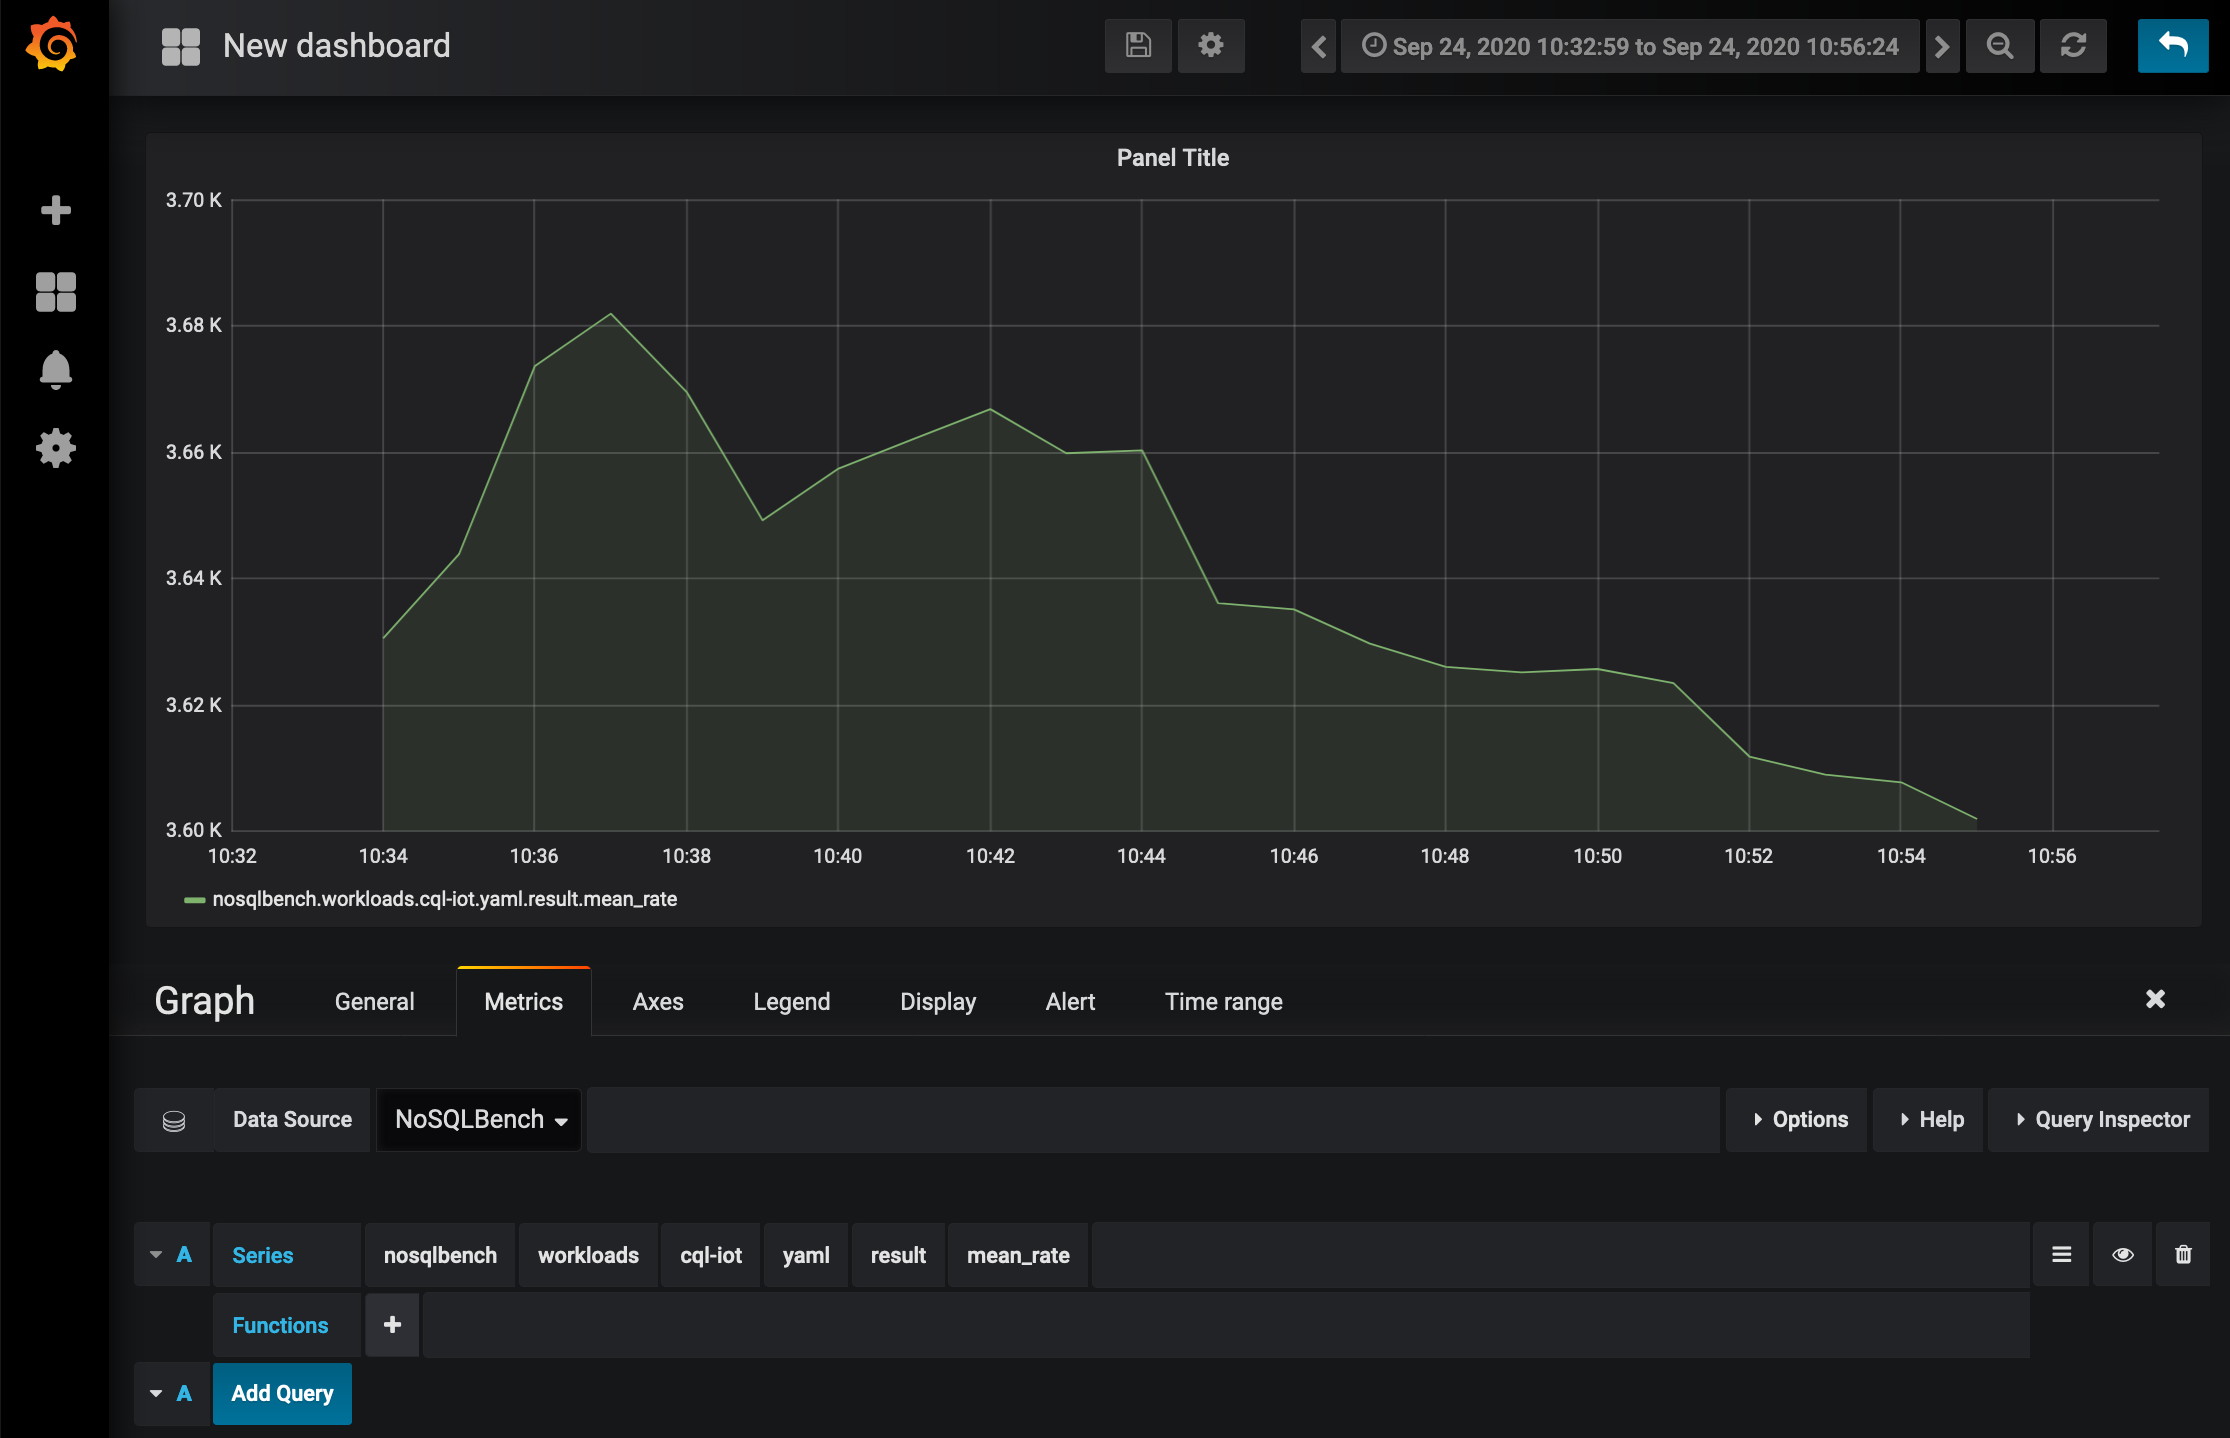 New dashboard
Sep 24, 2020 10:32:59 to Sep 24, 2020 10:56:24
Panel Title
3.70 K
3.68 K
3.66 K
3.64 K
3.62 K
3.60 K
10:32 10:34 10:36 10:38 10:40 10:42 10:44 10:46 10:48 10:50 10:52 10:54 10:56
nosqlbench.workloads.cql-iot.yaml.result.mean_rate
Graph General Metrics Axes Legend Display Alert Time range
Data Source NoSQLBench Options Help Query Inspector
A Series nosqlbench workloads cql-iot yaml result mean_rate
Functions
A Add Query